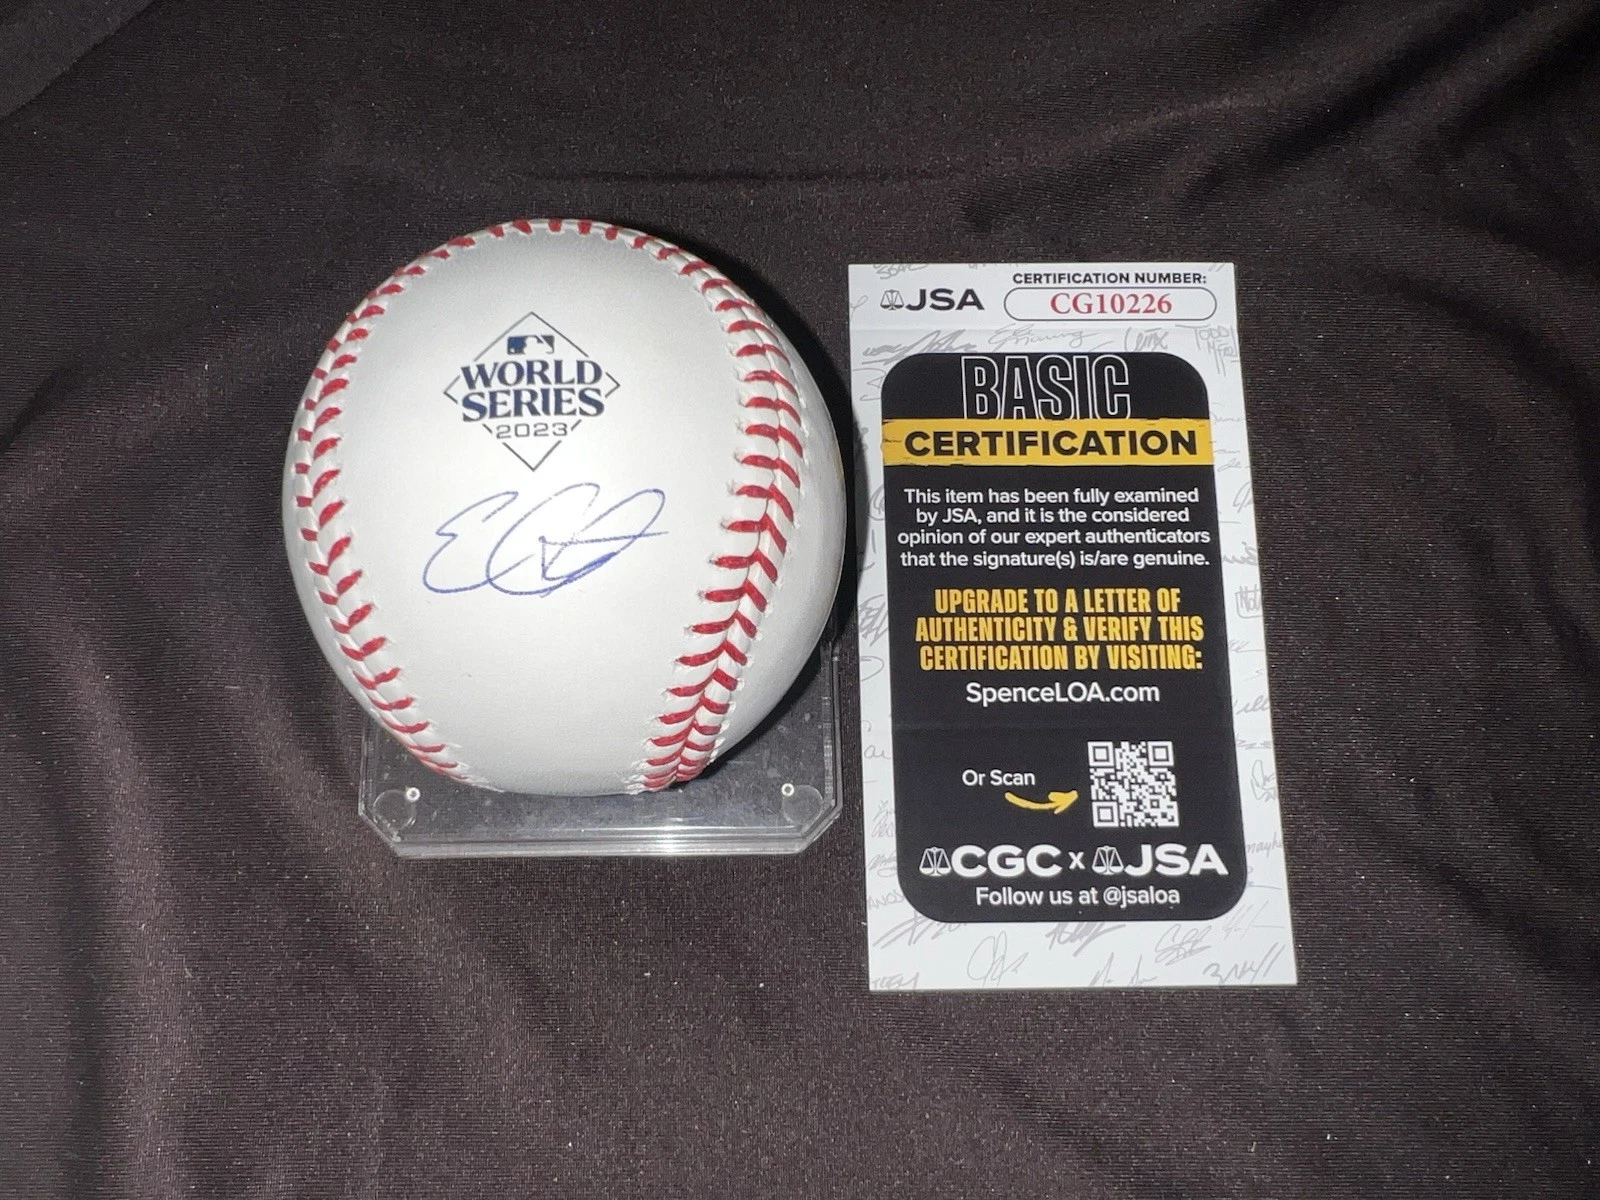 WORLD
SERIES
2023
JSA
CERTIFICATION NUMBER:
CG10226
BASIC
CERTIFICATION
This item has been fully examined
by JSA, and it is the considered
opinion of our expert authenticators
that the signature(s) is/are genuine.
UPGRADE TO A LETTER OF
AUTHENTICITY & VERIFY THIS
CERTIFICATION BY VISITING:
SpenceLOA.com
Or Scan
CGC x JSA
Follow us at @jsaloa